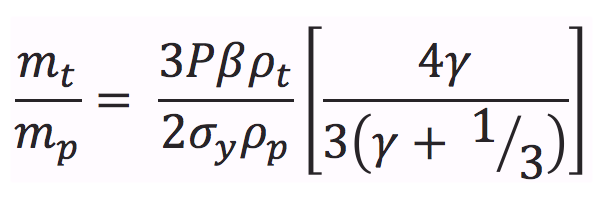 m_t/m_p = 3Pβρ_t/2σ_yρ_p [4γ/3(γ + 1/3)]